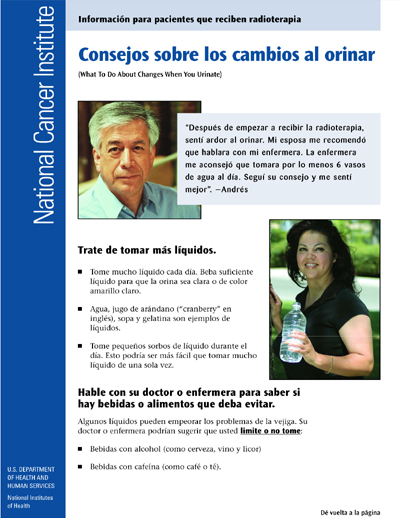 National Cancer Institute
Información para pacientes que reciben radioterapia
Consejos sobre los cambios al orinar
(What To Do About Changes When You Urinate)
“Después de empezar a recibir la radioterapia,
sentí ardor al orinar. Mi esposa me recomendó
que hablara con mi enfermera. La enfermera
me aconsejó que tomara por lo menos 6 vasos
de agua al día. Seguí su consejo y me sentí
mejor”. —Andrés
Trate de tomar más líquidos.
■ Tome mucho líquido cada día. Beba suficiente
líquido para que la orina sea clara o de color
amarillo claro.
■ Agua, jugo de arándano (“cranberry” en
inglés), sopa y gelatina son ejemplos de
líquidos.
■ Tome pequeños sorbos de líquido durante el
día. Esto podría ser más fácil que tomar mucho
líquido de una sola vez.
Hable con su doctor o enfermera para saber si
hay bebidas o alimentos que deba evitar.
Algunos líquidos pueden empeorar los problemas de la vejiga. Su
doctor o enfermera podrían sugerir que usted limite o no tome:
■ Bebidas con alcohol (como cerveza, vino y licor)
■ Bebidas con cafeína (como café o té).
U.S. DEPARTMENT
OF HEALTH AND
HUMAN SERVICES
National Institutes
of Health
Dé vuelta a la página